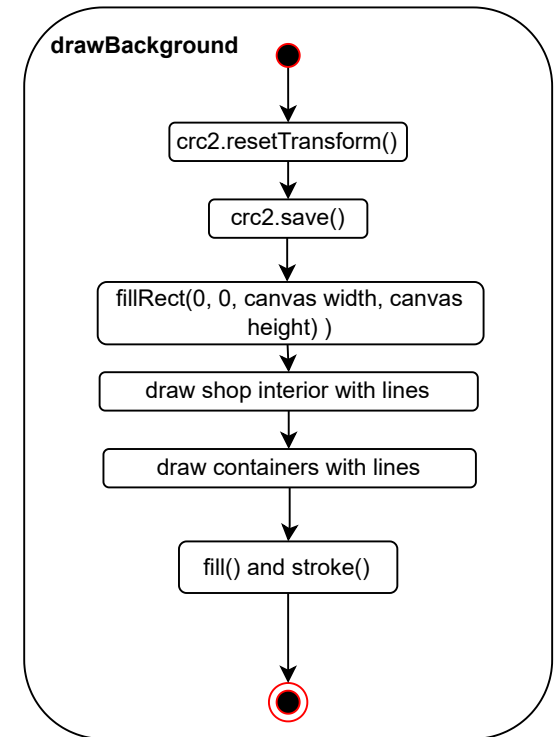 drawBackground
crc2.resetTransform()
crc2.save()
fillRect(0, 0, canvas width, canvas
height) )
draw shop interior with lines
draw containers with lines
fill() and stroke()